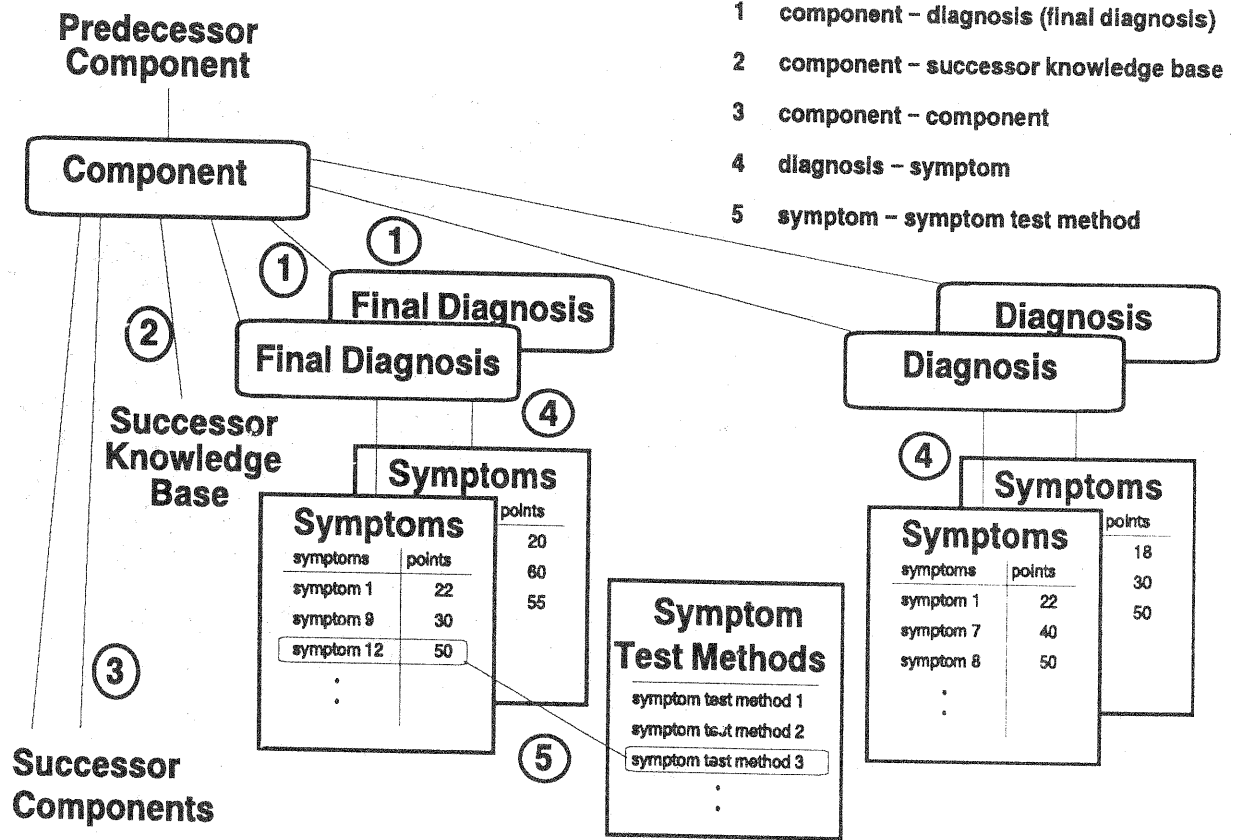 Predecessor
Component
1 component – diagnosis (final diagnosis)
2 component – successor knowledge base
3 component – component
4 diagnosis – symptom
5 symptom – symptom test method
Component
1
1
2
Final Diagnosis
Final Diagnosis
Diagnosis
Diagnosis
Successor
Knowledge
Base
4
4
Symptoms
points
20
60
55
Symptoms
symptoms points
symptom 1 22
symptom 9 30
symptom 12 50
Symptom
Test Methods
symptom test method 1
symptom test method 2
symptom test method 3
Symptoms
points
18
30
50
Symptoms
symptoms points
symptom 1 22
symptom 7 40
symptom 8 50
3
5
Successor
Components